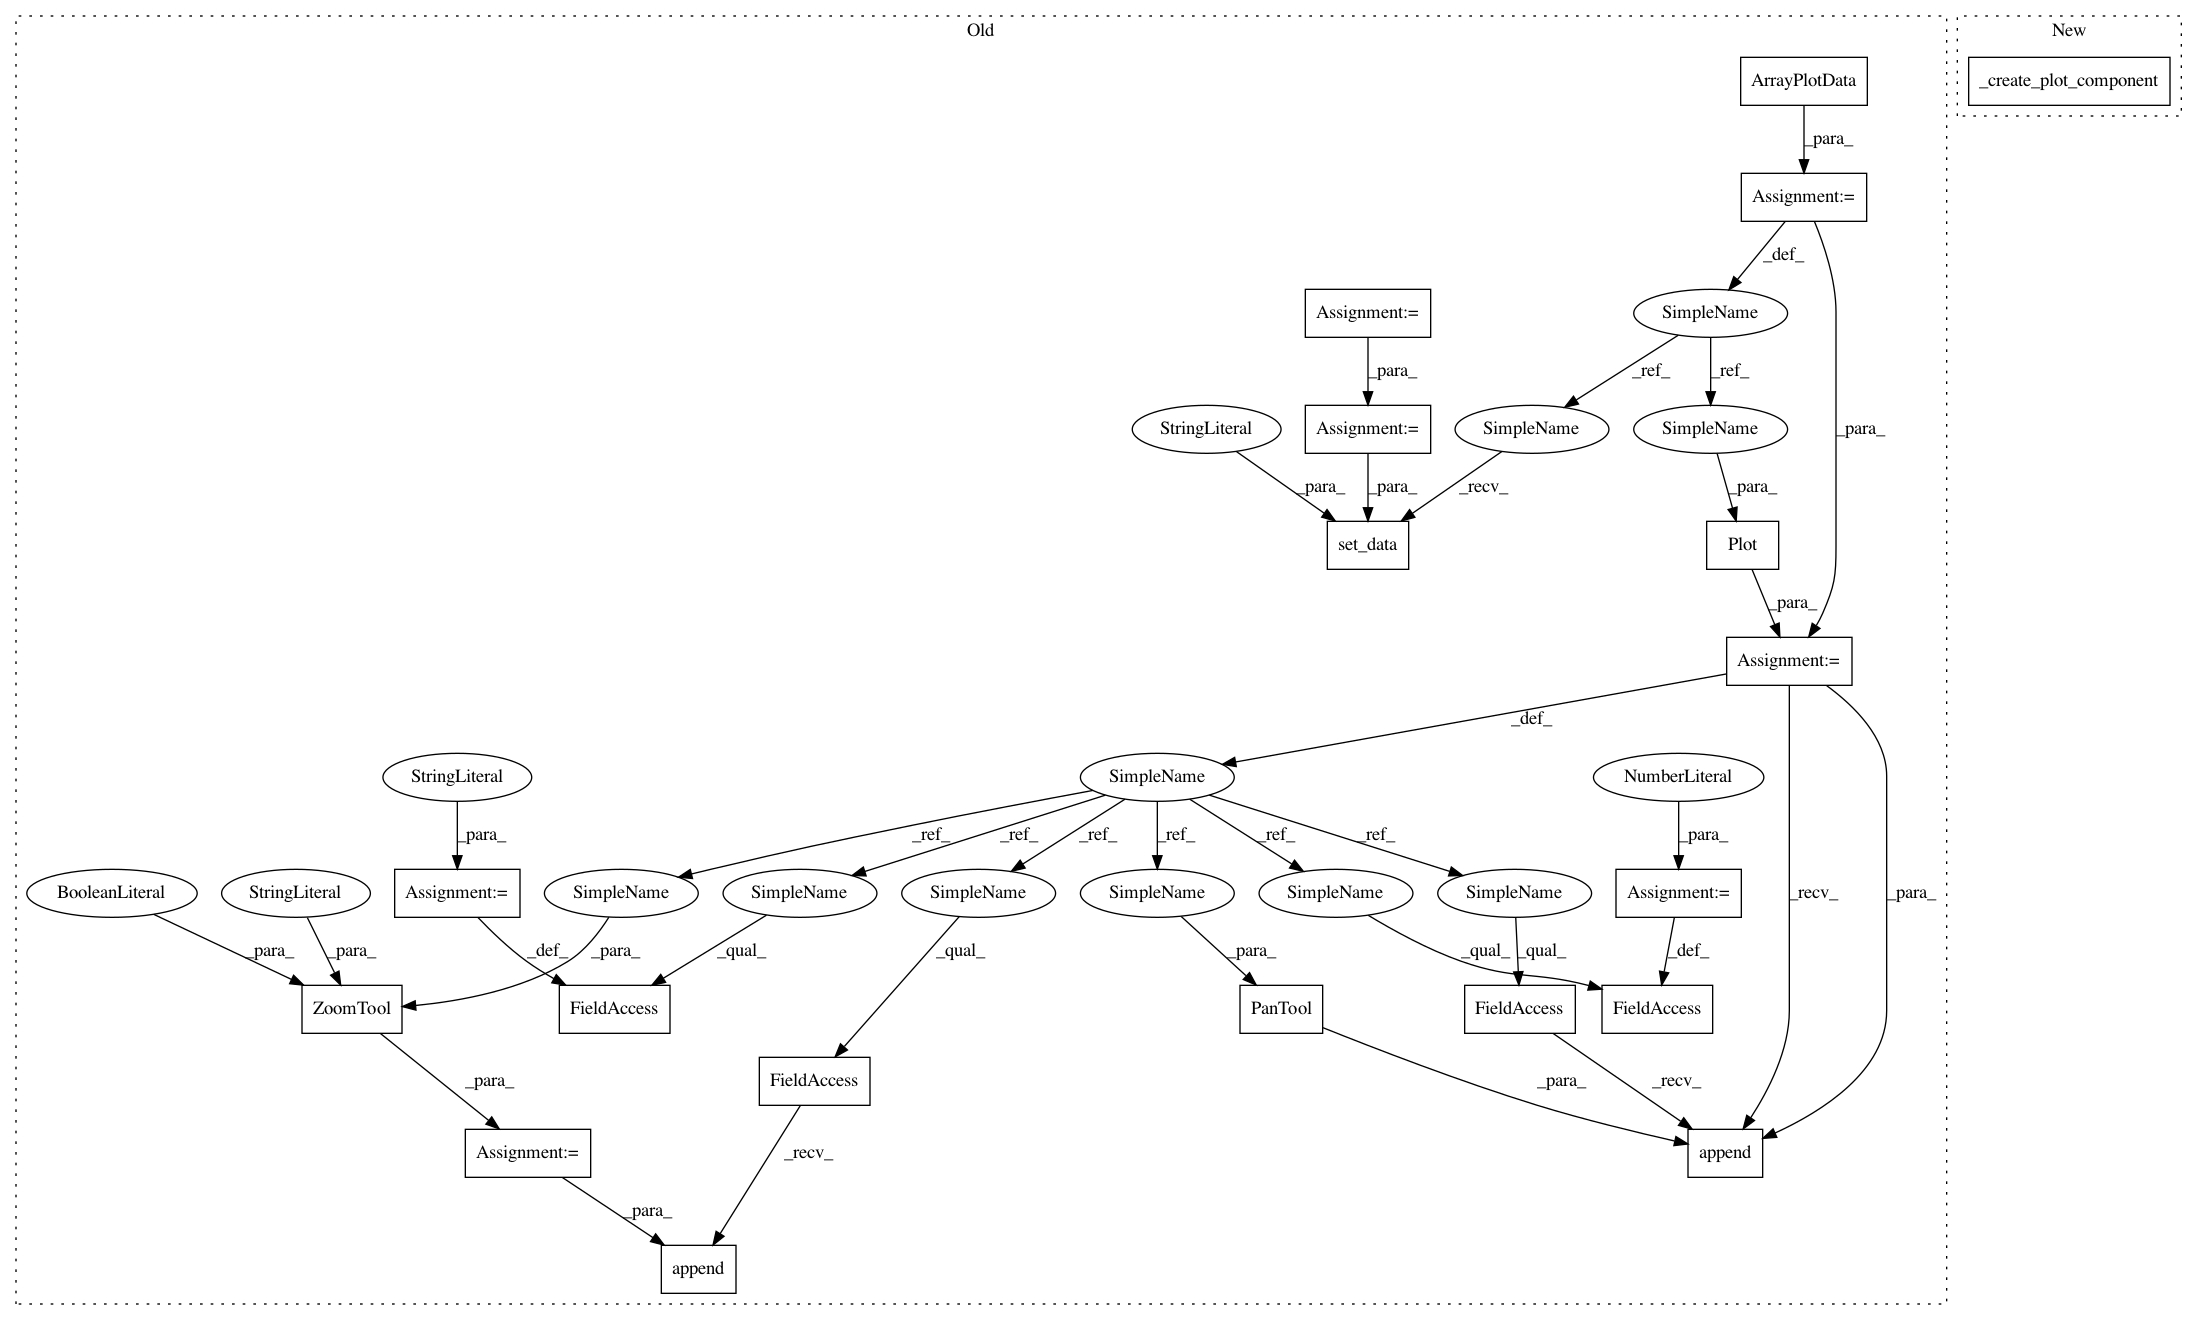 Old
New
ArrayPlotData
_create_plot_component
_para_
Assignment:=
_def_
Assignment:=
SimpleName
_para_
_ref_
_ref_
StringLiteral
Assignment:=
SimpleName
SimpleName
_para_
_para_
_para_
_recv_
_para_
set_data
Plot
_para_
Assignment:=
_def_
StringLiteral
SimpleName
NumberLiteral
_para_
_ref_
_ref_
_ref_
_ref_
_ref_
_ref_
_para_
BooleanLiteral
StringLiteral
Assignment:=
SimpleName
SimpleName
SimpleName
SimpleName
SimpleName
SimpleName
Assignment:=
_recv_
_para_
_para_
_para_
_def_
_para_
_qual_
_qual_
_para_
_qual_
_qual_
_def_
ZoomTool
FieldAccess
PanTool
FieldAccess
FieldAccess
_para_
FieldAccess
_para_
_recv_
Assignment:=
_recv_
append
_para_
append